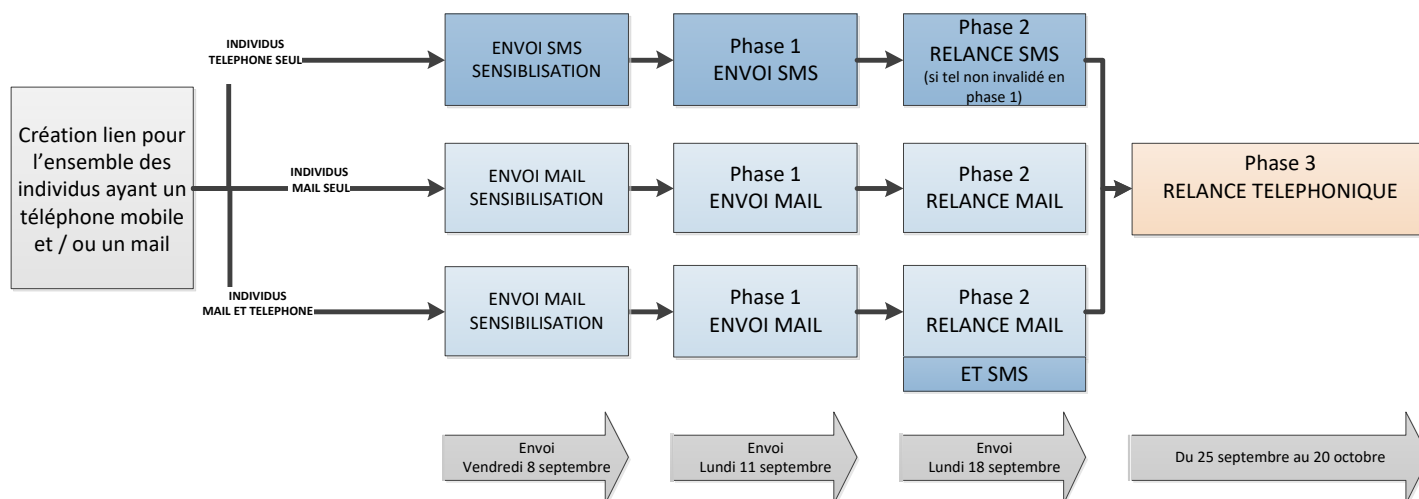 Création lien pour
l’ensemble des
individus ayant un
téléphone mobile
et / ou un mail
INDIVIDUS
TELEPHONE SEUL
ENVOI SMS
SENSIBLISATION
Phase 1
ENVOI SMS
Phase 2
RELANCE SMS
(si tel non invalidé en
phase 1)
INDIVIDUS
MAIL SEUL
ENVOI MAIL
SENSIBILISATION
Phase 1
ENVOI MAIL
Phase 2
RELANCE MAIL
Phase 3
RELANCE TELEPHONIQUE
INDIVIDUS
MAIL ET TELEPHONE
ENVOI MAIL
SENSIBILISATION
Phase 1
ENVOI MAIL
Phase 2
RELANCE MAIL
ET SMS
Envoi
Vendredi 8 septembre
Envoi
Lundi 11 septembre
Envoi
Lundi 18 septembre
Du 25 septembre au 20 octobre